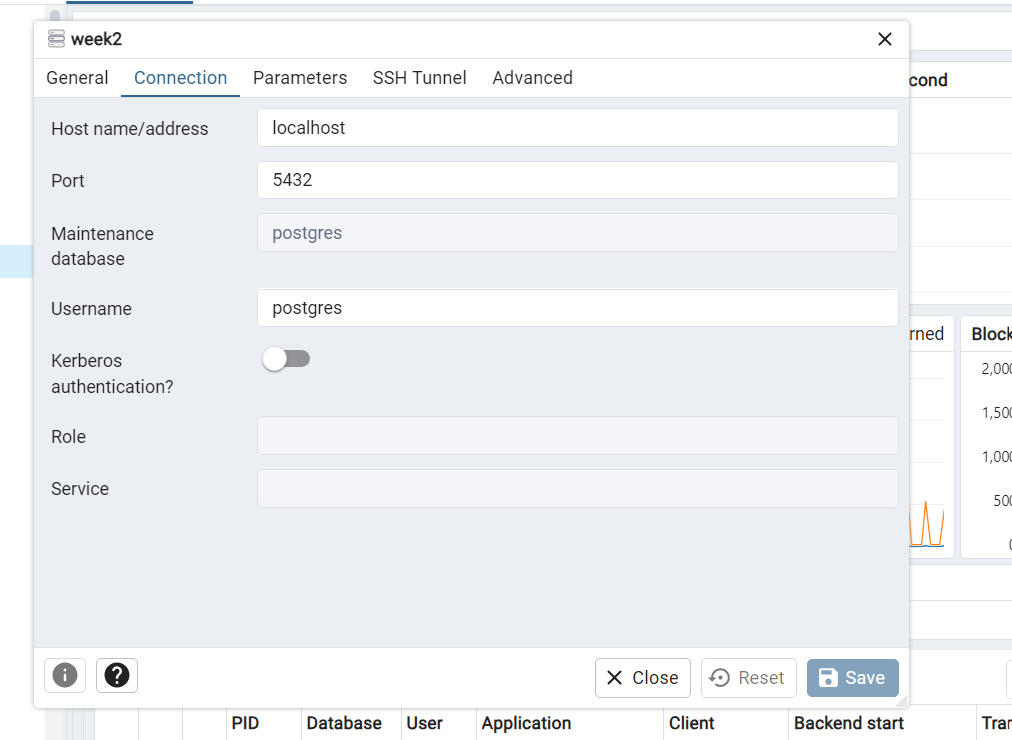 week2
General Connection Parameters SSH Tunnel Advanced
cond
Host name/address localhost
Port 5432
Maintenance
database
postgres
Username postgres
rned Block
Kerberos
authentication?
2,000
1,500
Role
1,000
Service
500
0
Close Reset Save
PID Database User Application Client Backend start Tran